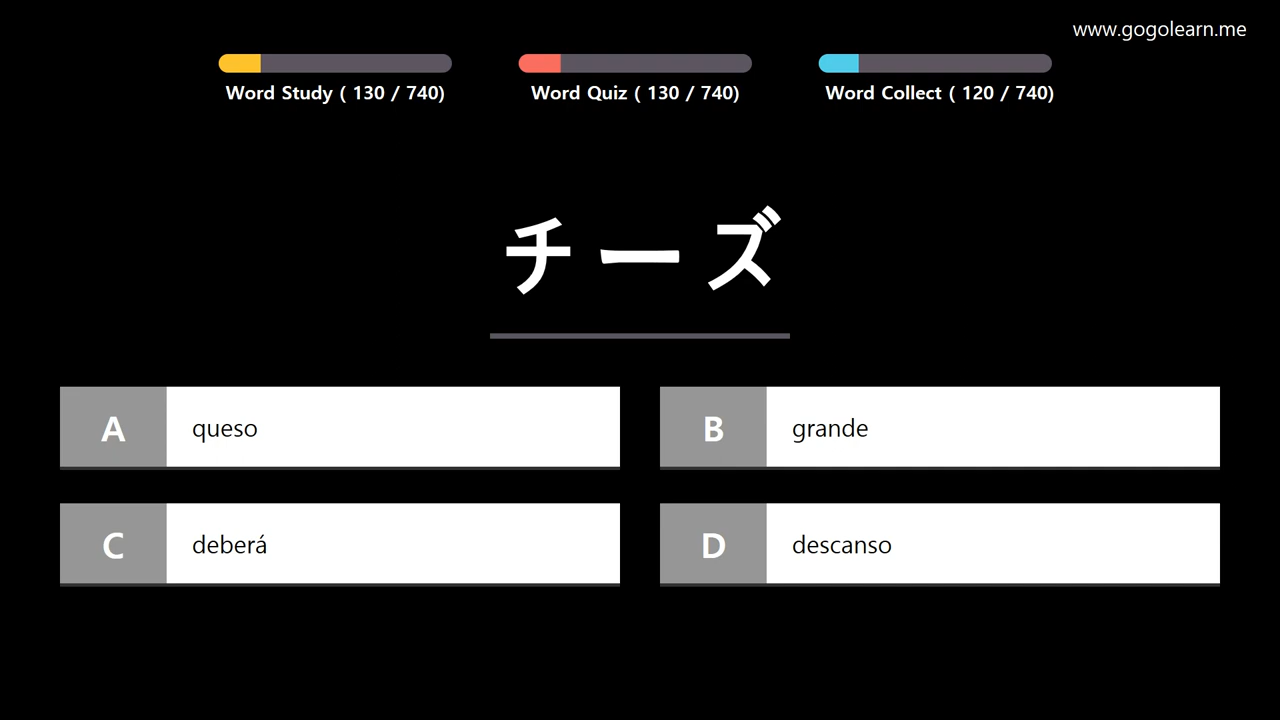 www.gogolearn.me
Word Study ( 130 / 740)
Word Quiz ( 130 / 740)
Word Collect ( 120 / 740)
チーズ
A queso
B grande
C deberá
D descanso